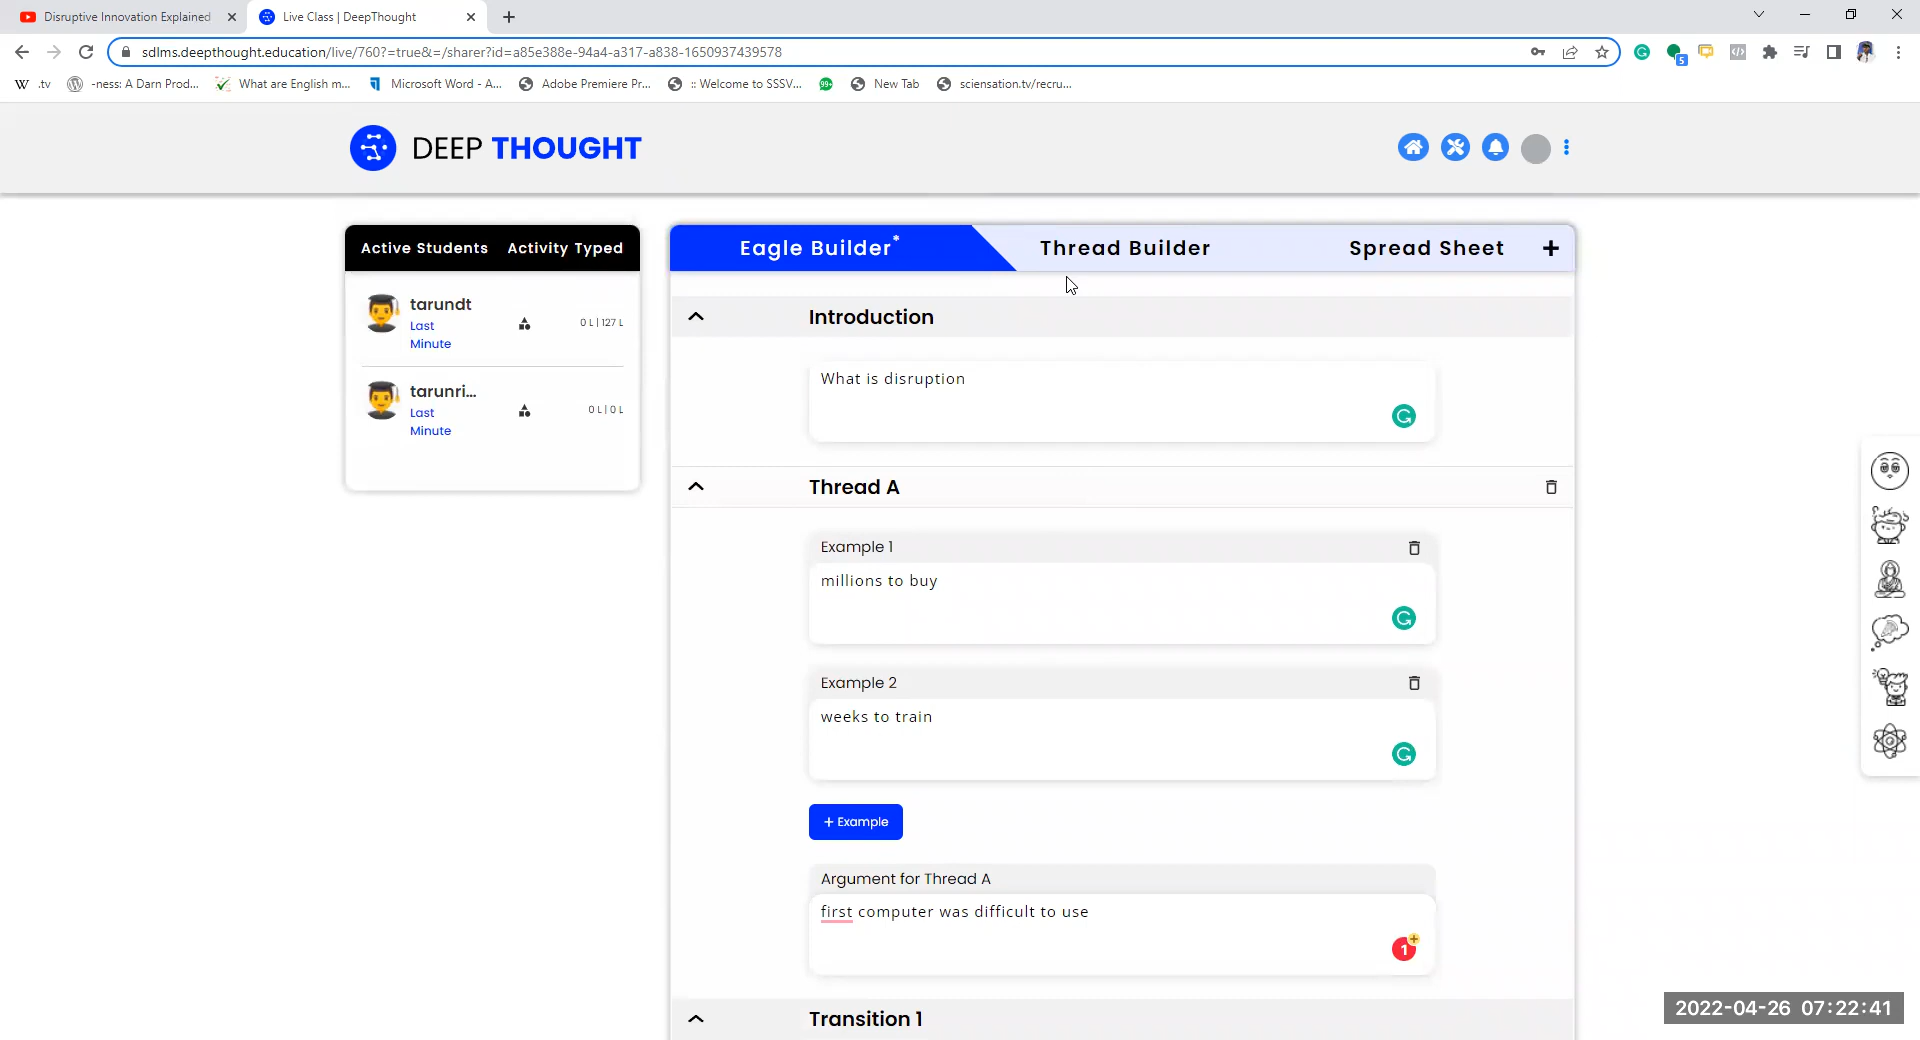 Disruptive Innovation Explained
Live Class | DeepThought
sdlms.deepthought.education/live/760?=true&=/sharer?id=a85e388e-94a4-a317-a838-1650937439578
5
W .tv
-ness: A Darn Prod...
What are English m...
Microsoft Word - A...
Adobe Premiere Pr...
:: Welcome to SSSV...
99+
New Tab
sciensation.tv/recru...
DEEP THOUGHT
Active Students Activity Typed
tarundt
Last
Minute
0 L | 127 L
tarunri...
Last
Minute
0 L | 0 L
Eagle Builder*
Thread Builder
Spread Sheet +
Introduction
What is disruption
Thread A
Example 1
millions to buy
Example 2
weeks to train
+ Example
Argument for Thread A
first computer was difficult to use
1
Transition 1
2022-04-26 07:22:41